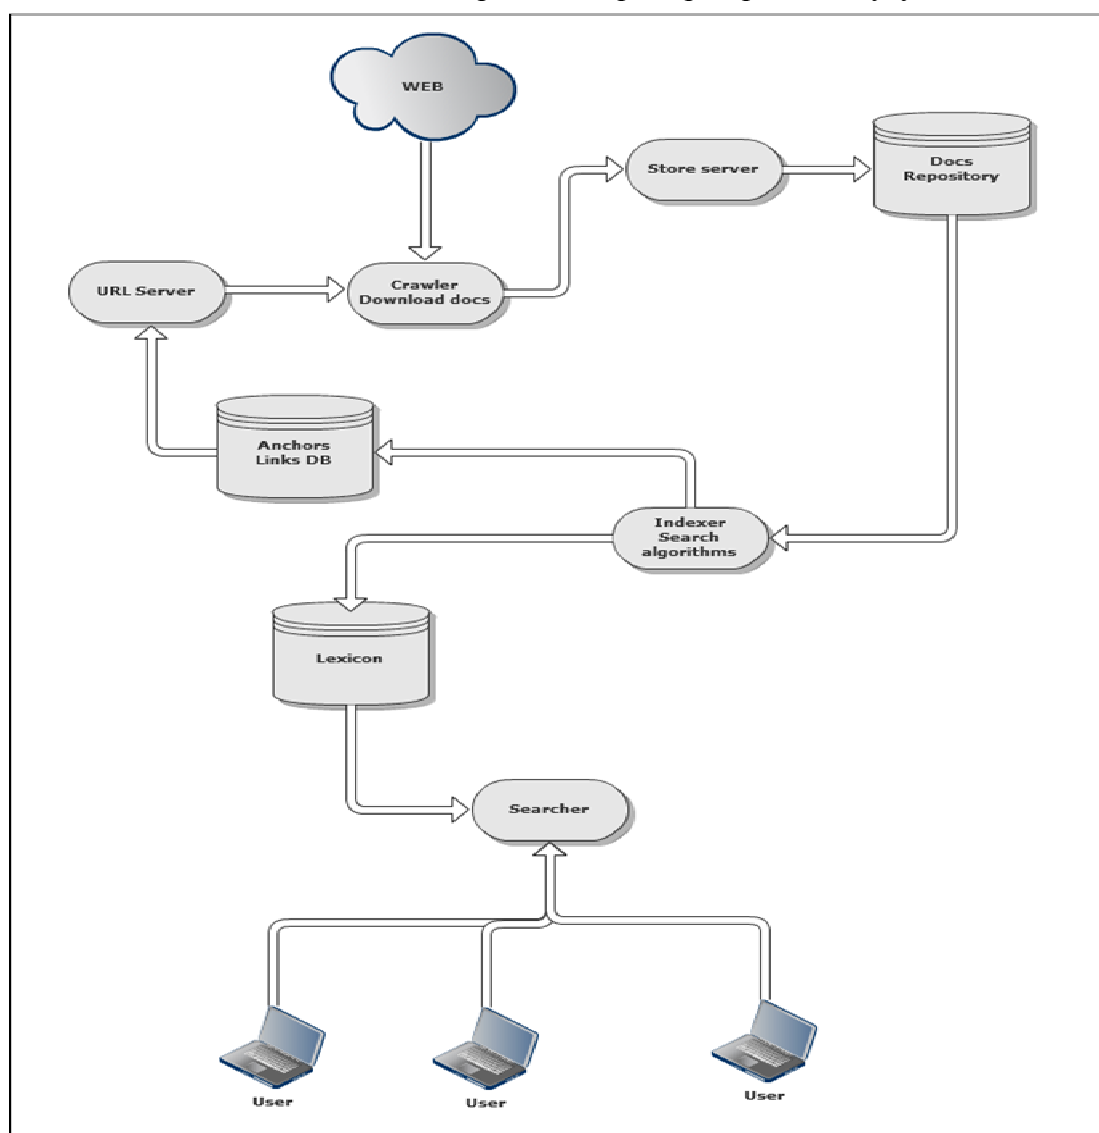 WEB
Store server
Docs
Repository
URL Server
Crawler
Download docs
Anchors
Links DB
Indexer
Search
algorithms
Lexicon
Searcher
User
User
User